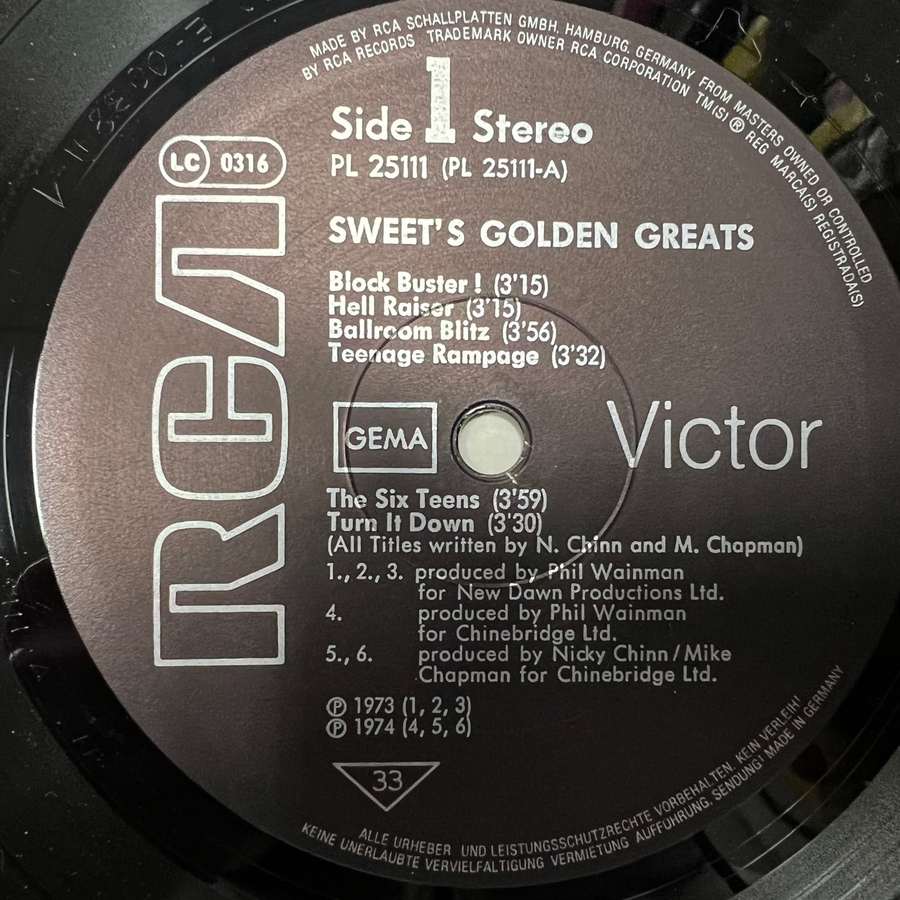 MADE BY RCA SCHALLPLATTEN GMBH, HAMBURG, GERMANY FROM MASTERS OWNED OR CONTROLLED
BY RCA RECORDS TRADEMARK OWNER RCA CORPORATION TM(S) ® REG MARCA(S) REGISTRADA(S)
Side 1 Stereo
PL 25111 (PL 25111-A)
LC 0316
RCA
SWEET'S GOLDEN GREATS
Block Buster! (3'15)
Hell Raiser (3'15)
Ballroom Blitz (3'56)
Teenage Rampage (3'32)
GEMA
Victor
The Six Teens (3'59)
Turn It Down (3'30)
(All Titles written by N. Chinn and M. Chapman)
1., 2., 3. produced by Phil Wainman
for New Dawn Productions Ltd.
4. produced by Phil Wainman
for Chinebridge Ltd.
5., 6. produced by Nicky Chinn/Mike
Chapman for Chinebridge Ltd.
℗ 1973 (1, 2, 3)
℗ 1974 (4, 5, 6)
33
ALLE URHEBER UND LEISTUNGSSCHUTZRECHTE VORBEHALTEN. KEIN VERLEIH!
KEINE UNERLAUBTE VERVIELFALTIGUNG VERMIETUNG AUFFUHRUNG, SENDUNG! MADE IN GERMANY